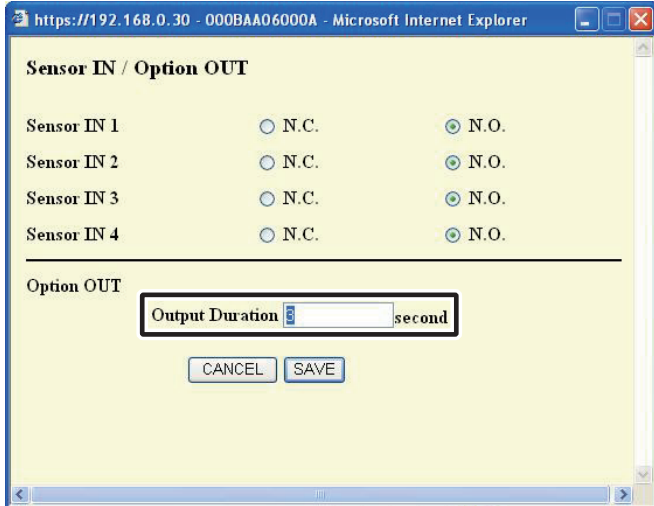 https://192.168.0.30 - 000BAA06000A - Microsoft Internet Explorer
Sensor IN / Option OUT
Sensor IN 1 N.C. N.O.
Sensor IN 2 N.C. N.O.
Sensor IN 3 N.C. N.O.
Sensor IN 4 N.C. N.O.
Option OUT
Output Duration 3 second
CANCEL SAVE